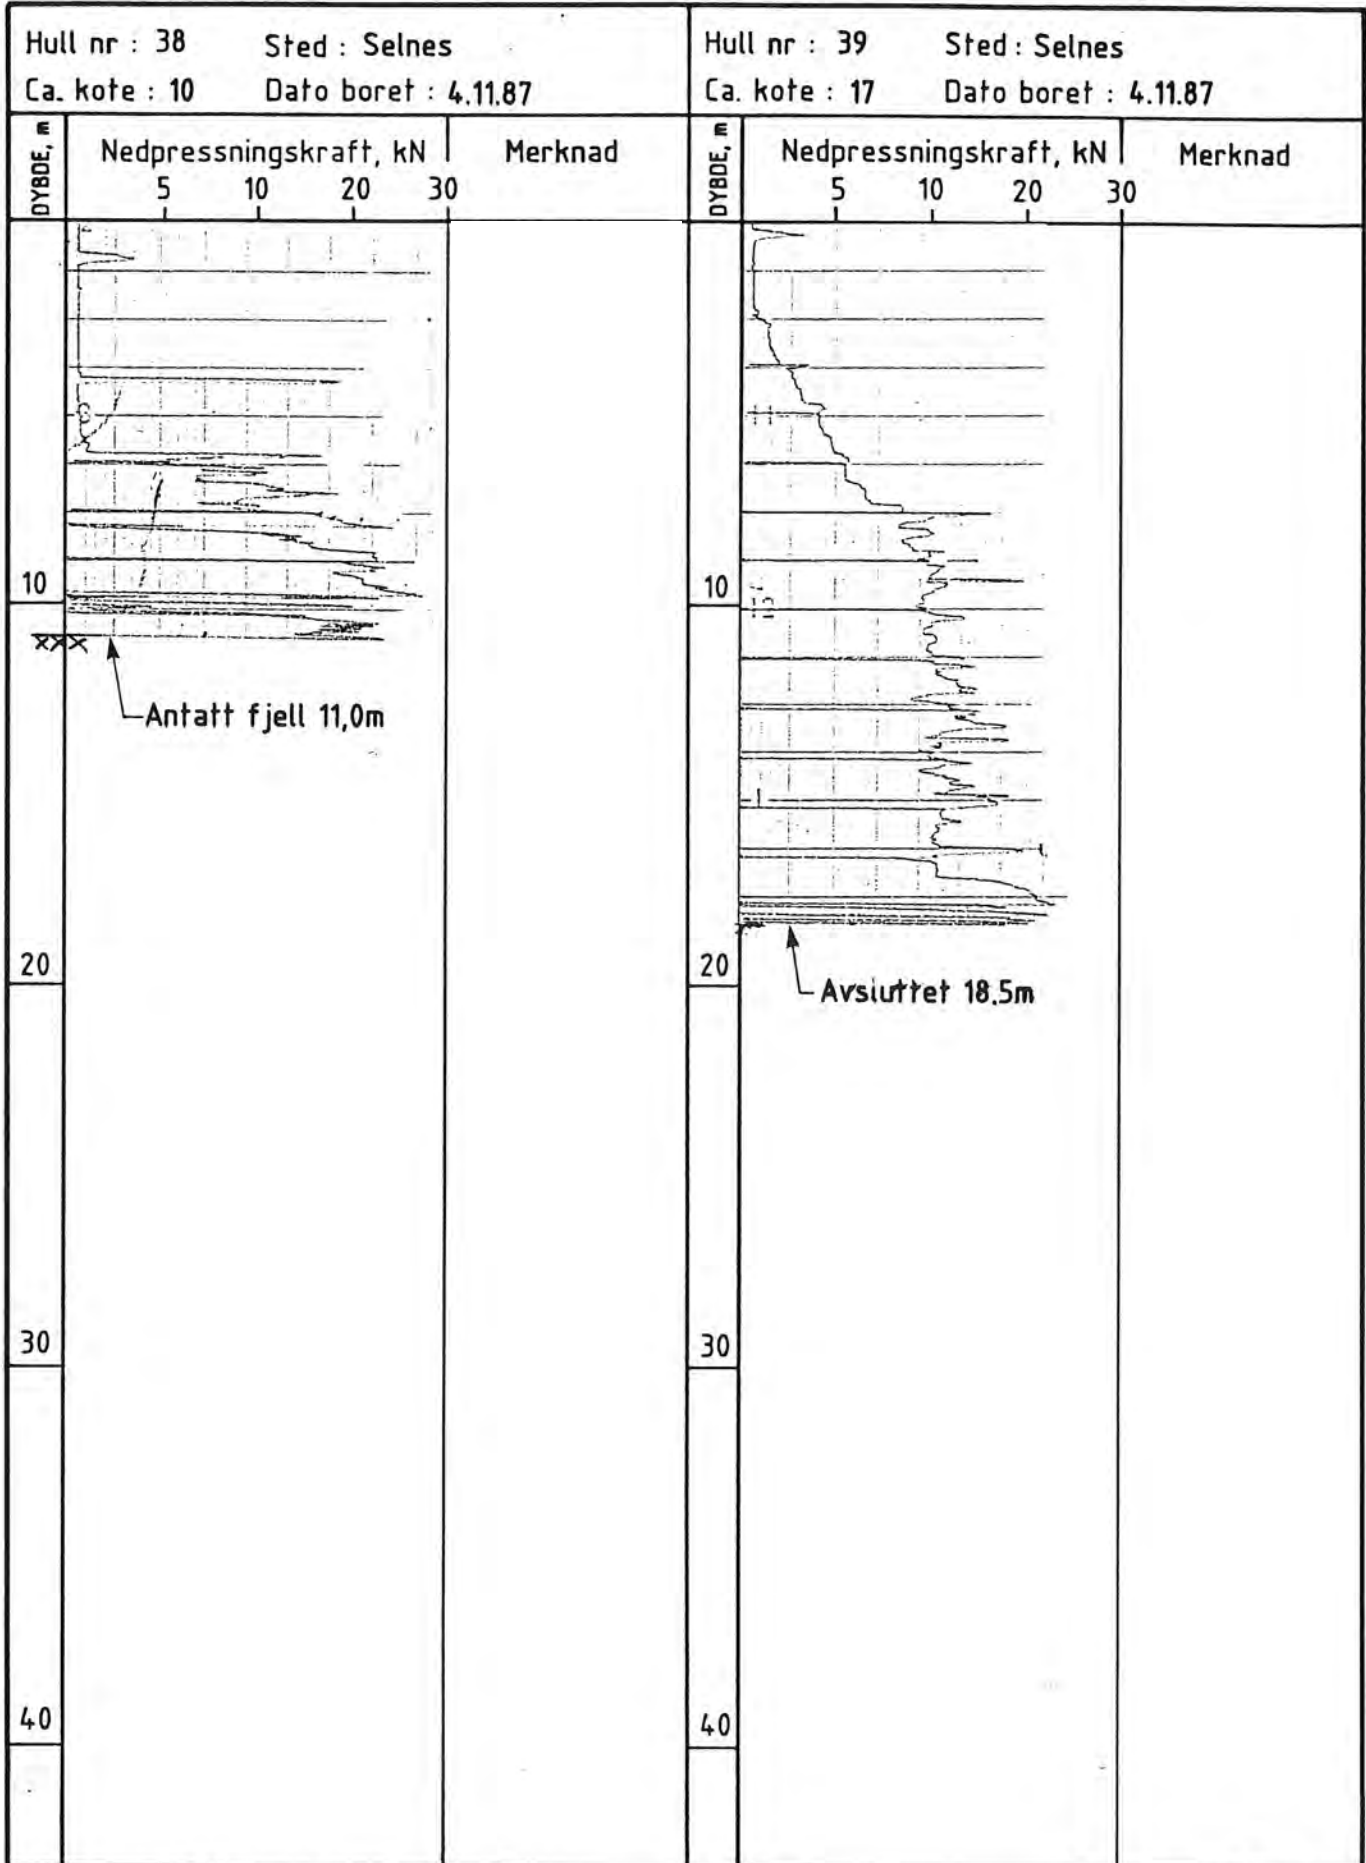 Hull nr : 38 Sted : Selnes
Ca. kote : 10 Dato boret : 4.11.87
DYBDE, m
Nedpressningskraft, kN
Merknad
5 10 20 30
10
Antatt fjell 11,0m
20
30
40
Hull nr : 39 Sted : Selnes
Ca. kote : 17 Dato boret : 4.11.87
DYBDE, m
Nedpressningskraft, kN
Merknad
5 10 20 30
10
20
Avsluttet 18,5m
30
40